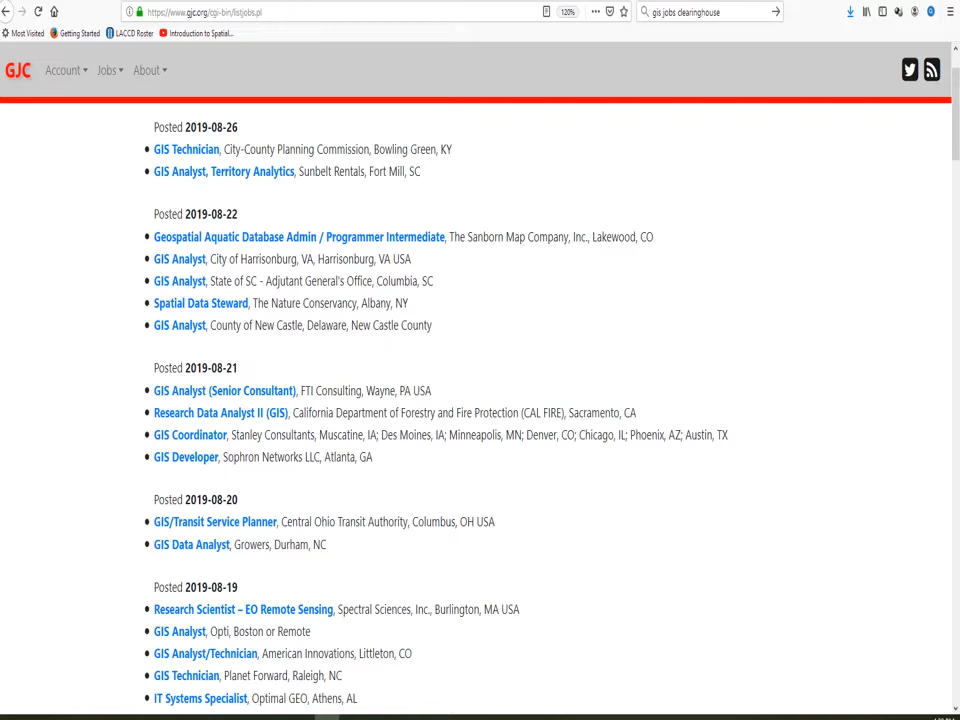 https://www.gjc.org/cgi-bin/listjobs.pl
120%
gis jobs dearinghouse
Most Visited Getting Started LACCD Roster Introduction to Spatial...
GJC Account Jobs About
Posted 2019-08-26
GIS Technician, City-County Planning Commission, Bowling Green, KY
GIS Analyst, Territory Analytics, Sunbelt Rentals, Fort Mill, SC
Posted 2019-08-22
Geospatial Aquatic Database Admin / Programmer Intermediate, The Sanborn Map Company, Inc., Lakewood, CO
GIS Analyst, City of Harrisonburg, VA, Harrisonburg, VA USA
GIS Analyst, State of SC - Adjutant General's Office, Columbia, SC
Spatial Data Steward, The Nature Conservancy, Albany, NY
GIS Analyst, County of New Castle, Delaware, New Castle County
Posted 2019-08-21
GIS Analyst (Senior Consultant), FTI Consulting, Wayne, PA USA
Research Data Analyst II (GIS), California Department of Forestry and Fire Protection (CAL FIRE), Sacramento, CA
GIS Coordinator, Stanley Consultants, Muscatine, IA; Des Moines, IA; Minneapolis, MN; Denver, CO; Chicago, IL; Phoenix, AZ; Austin, TX
GIS Developer, Sophron Networks LLC, Atlanta, GA
Posted 2019-08-20
GIS/Transit Service Planner, Central Ohio Transit Authority, Columbus, OH USA
GIS Data Analyst, Growers, Durham, NC
Posted 2019-08-19
Research Scientist – EO Remote Sensing, Spectral Sciences, Inc., Burlington, MA USA
GIS Analyst, Opti, Boston or Remote
GIS Analyst/Technician, American Innovations, Littleton, CO
GIS Technician, Planet Forward, Raleigh, NC
IT Systems Specialist, Optimal GEO, Athens, AL